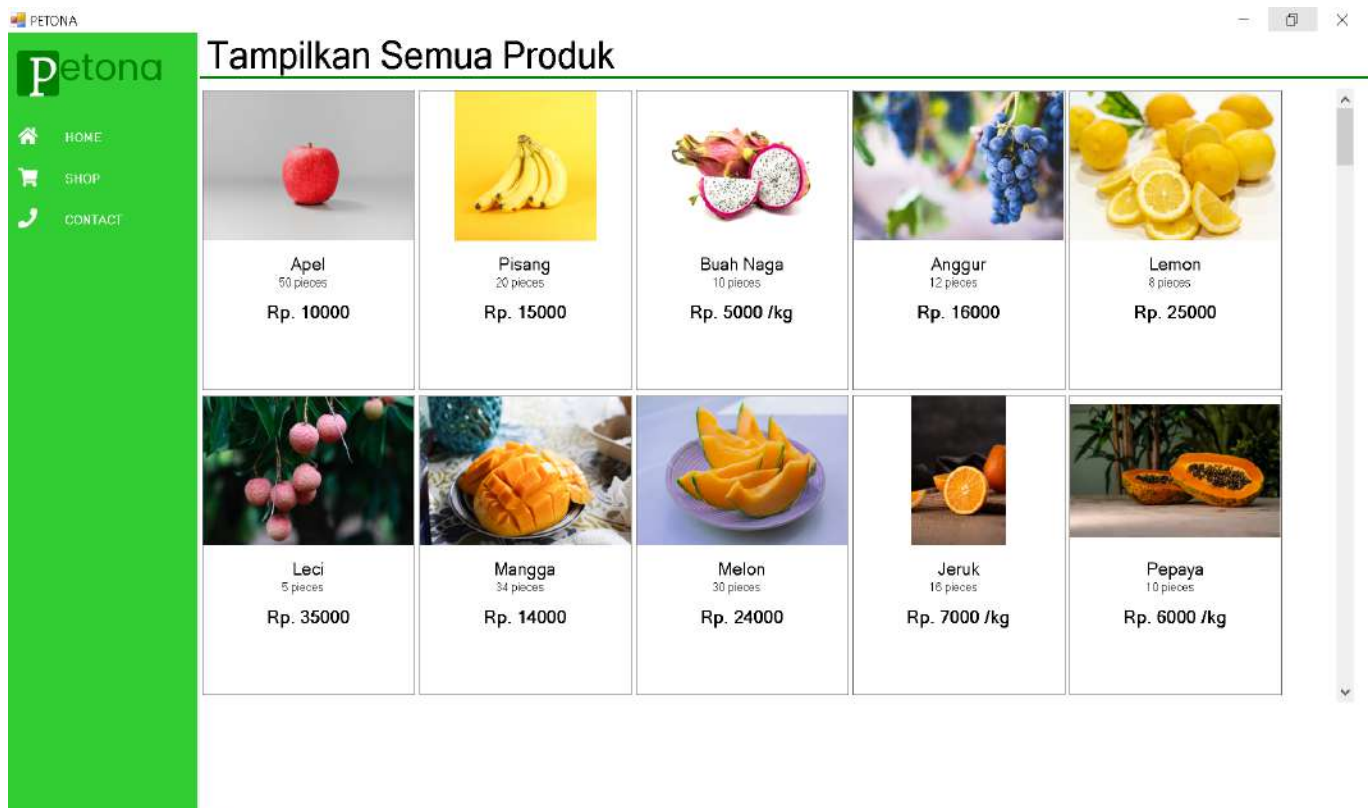 PETONA
Petona
HOME
SHOP
CONTACT
Tampilkan Semua Produk
Apel
50 pieces
Rp. 10000
Pisang
20 pieces
Rp. 15000
Buah Naga
10 pieces
Rp. 5000 /kg
Anggur
12 pieces
Rp. 16000
Lemon
8 pieces
Rp. 25000
Leci
5 pieces
Rp. 35000
Mangga
34 pieces
Rp. 14000
Melon
30 pieces
Rp. 24000
Jeruk
16 pieces
Rp. 7000 /kg
Pepaya
10 pieces
Rp. 6000 /kg